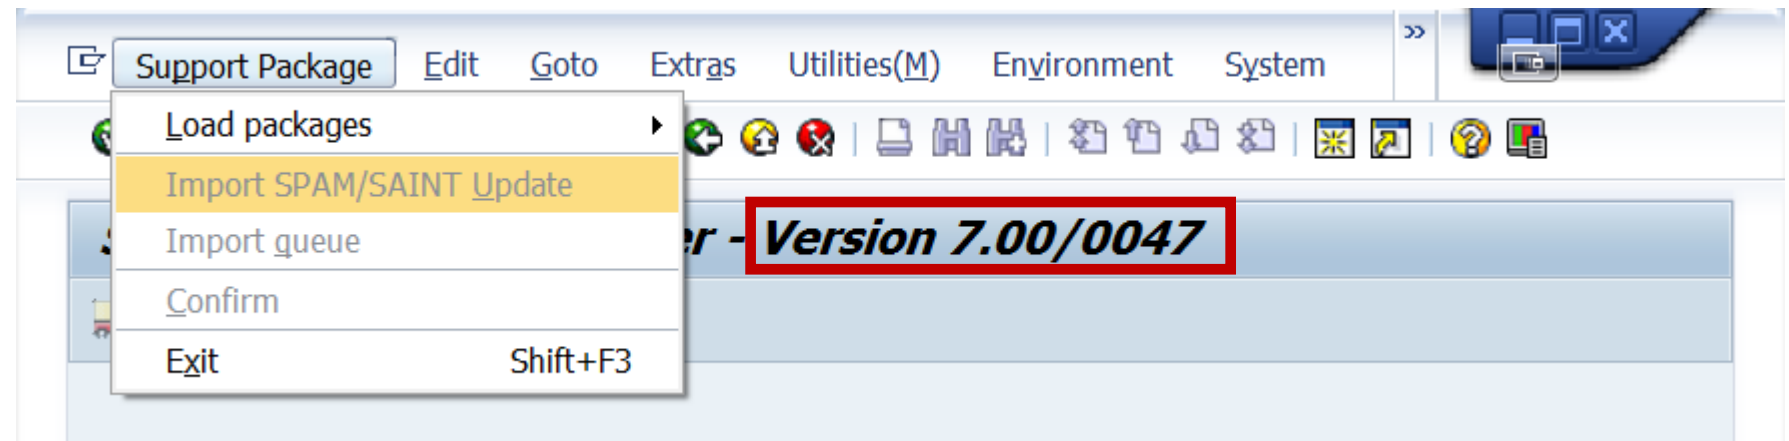 Support Package Edit Goto Extras Utilities(M) Environment System »
Load packages
Import SPAM/SAINT Update
Import queue
er - Version 7.00/0047
Confirm
Exit Shift+F3